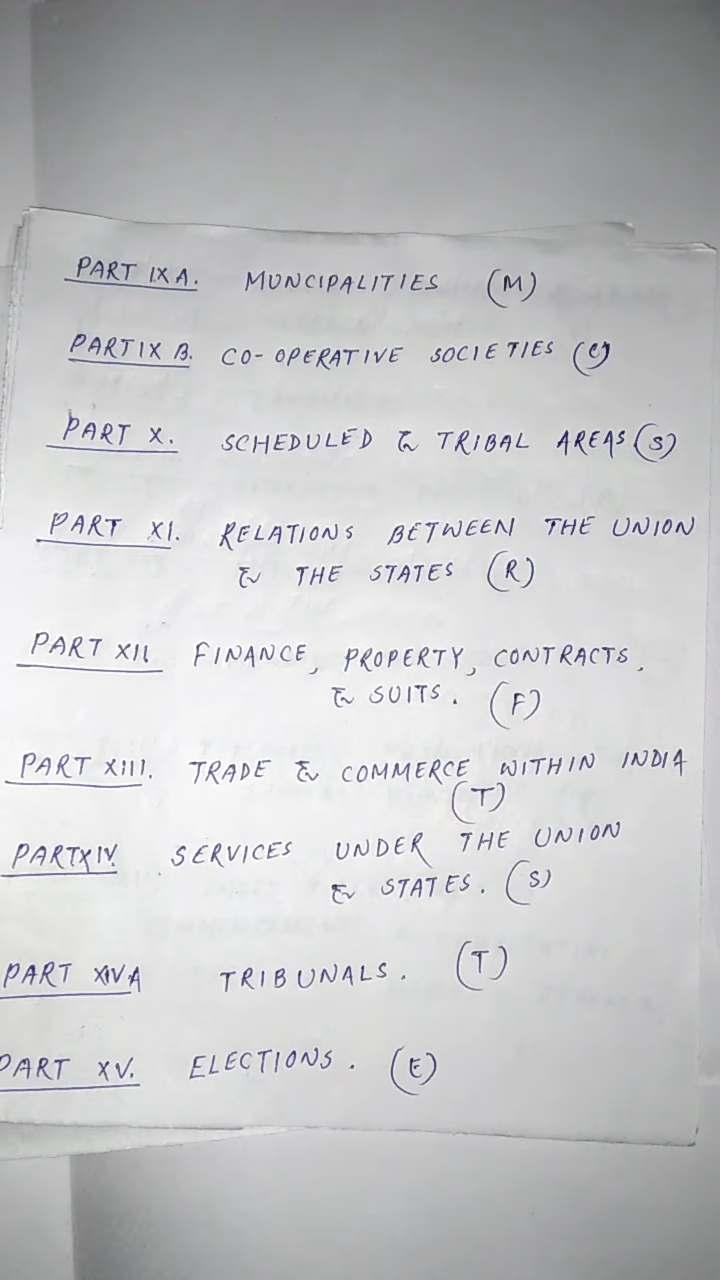 PART IX A. MUNCIPALITIES (M)
PART IX B. CO-OPERATIVE SOCIETIES (C)
PART X. SCHEDULED & TRIBAL AREAS (S)
PART XI. RELATIONS BETWEEN THE UNION
& THE STATES (R)
PART XII FINANCE, PROPERTY, CONTRACTS,
& SUITS. (F)
PART XIII. TRADE & COMMERCE WITHIN INDIA
(T)
PART XIV. SERVICES UNDER THE UNION
& STATES. (S)
PART XIVA TRIBUNALS. (T)
PART XV. ELECTIONS. (E)